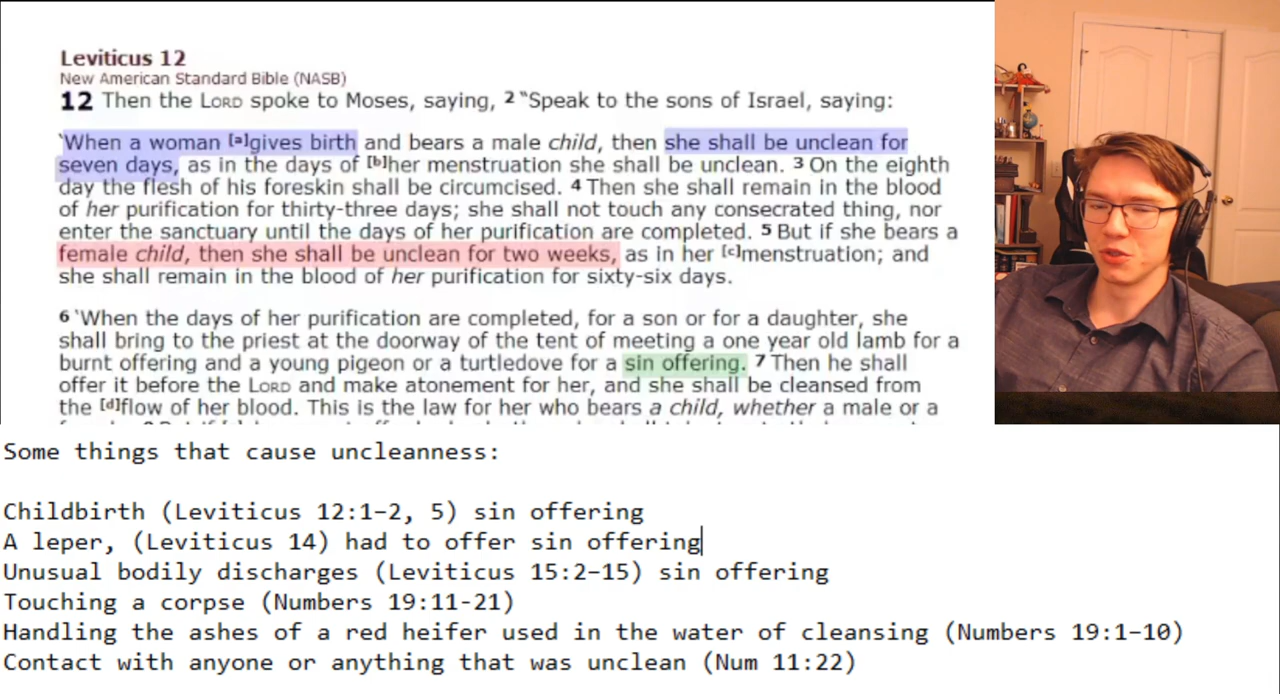 Leviticus 12
New American Standard Bible (NASB)
12 Then the LORD spoke to Moses, saying, 2 "Speak to the sons of Israel, saying:
'When a woman [a]gives birth and bears a male child, then she shall be unclean for
seven days, as in the days of [b]her menstruation she shall be unclean. 3 On the eighth
day the flesh of his foreskin shall be circumcised. 4 Then she shall remain in the blood
of her purification for thirty-three days; she shall not touch any consecrated thing, nor
enter the sanctuary until the days of her purification are completed. 5 But if she bears a
female child, then she shall be unclean for two weeks, as in her [c]menstruation; and
she shall remain in the blood of her purification for sixty-six days.
6 'When the days of her purification are completed, for a son or for a daughter, she
shall bring to the priest at the doorway of the tent of meeting a one year old lamb for a
burnt offering and a young pigeon or a turtledove for a sin offering. 7 Then he shall
offer it before the LORD and make atonement for her, and she shall be cleansed from
the [d]flow of her blood. This is the law for her who bears a child, whether a male or a
Some things that cause uncleanness:
Childbirth (Leviticus 12:1–2, 5) sin offering
A leper, (Leviticus 14) had to offer sin offering
Unusual bodily discharges (Leviticus 15:2–15) sin offering
Touching a corpse (Numbers 19:11-21)
Handling the ashes of a red heifer used in the water of cleansing (Numbers 19:1–10)
Contact with anyone or anything that was unclean (Num 11:22)